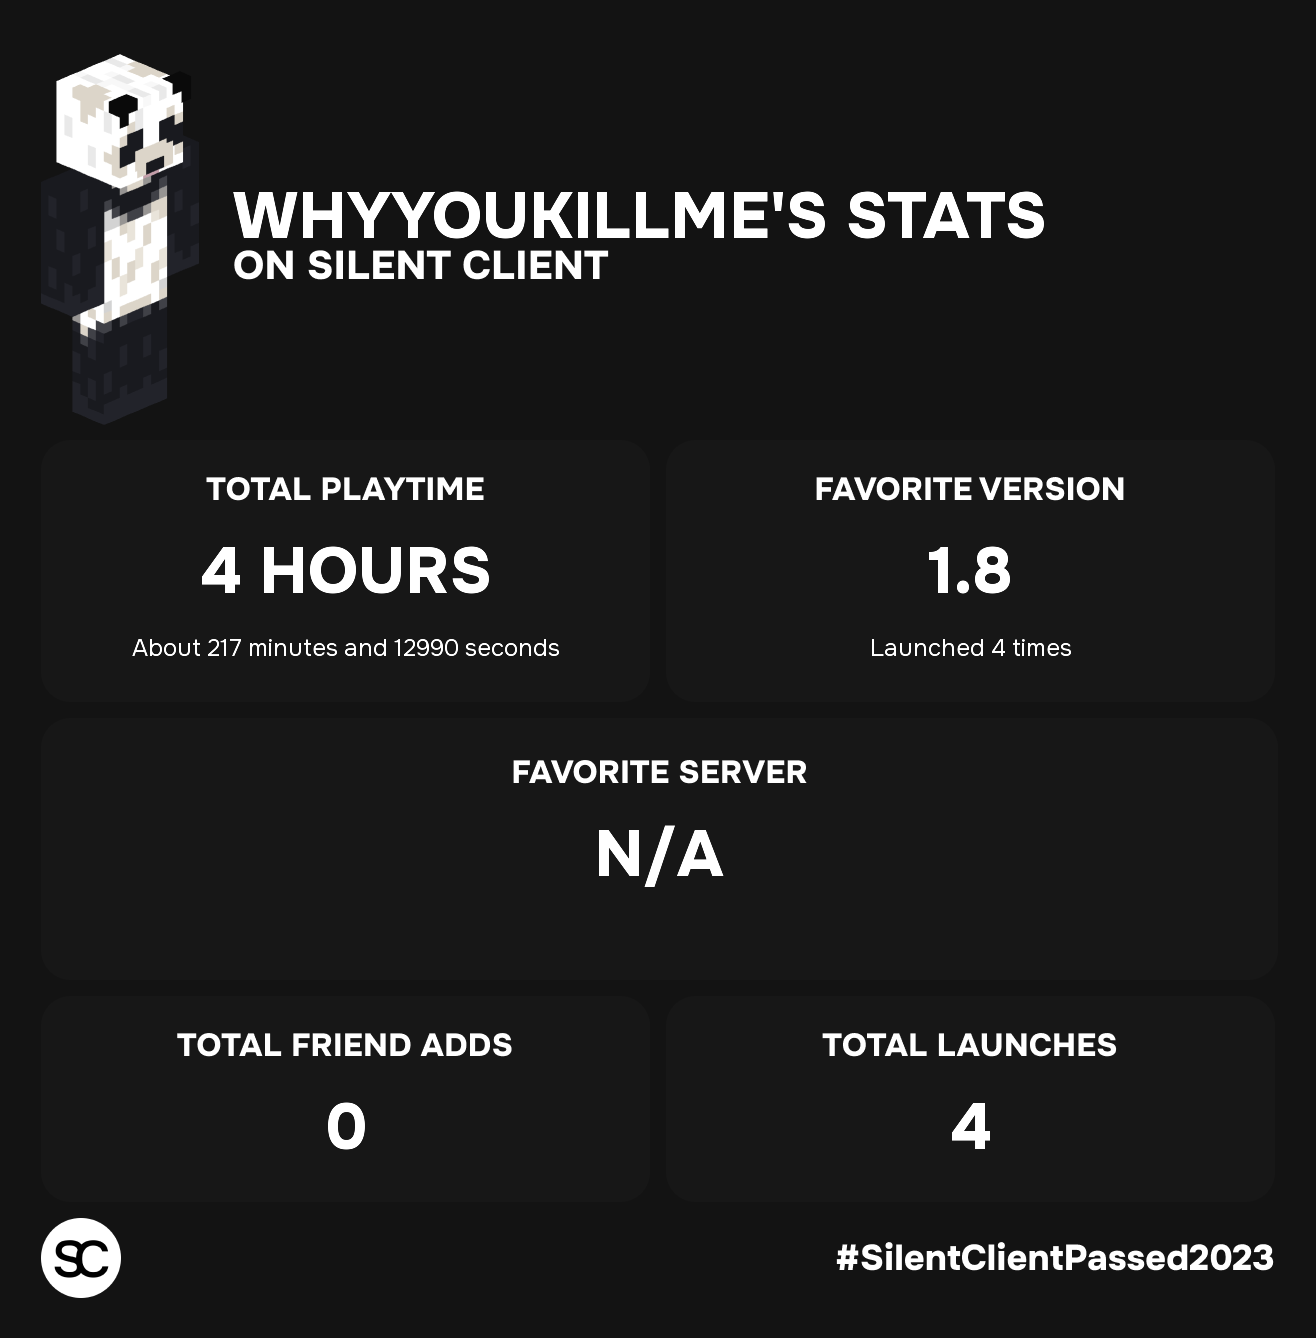 WHYYOUKILLME'S STATS
ON SILENT CLIENT
TOTAL PLAYTIME
4 HOURS
About 217 minutes and 12990 seconds
FAVORITE VERSION
1.8
Launched 4 times
FAVORITE SERVER
N/A
TOTAL FRIEND ADDS
0
TOTAL LAUNCHES
4
SC
#SilentClientPassed2023